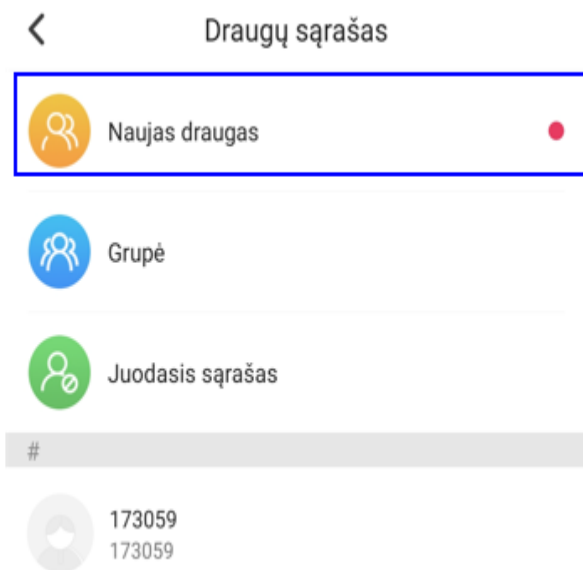 Draugų sąrašas
Naujas draugas
Grupė
Juodasis sąrašas
#
173059
173059